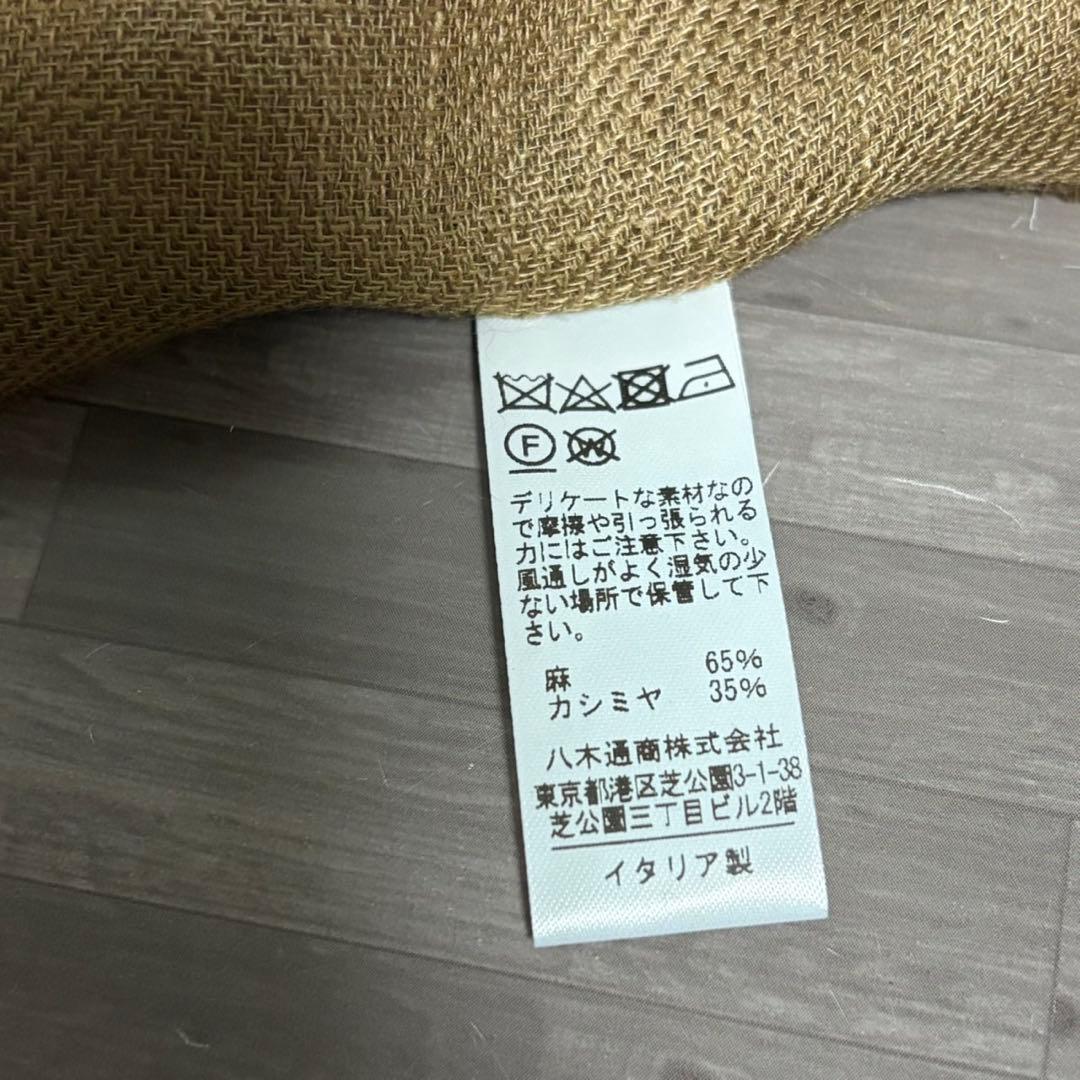 F W
デリケートな素材なの
で摩擦や引っ張られる
力にはご注意下さい。
風通しがよく湿気の少
ない場所で保管して下
さい。
麻 65%
カシミヤ 35%
八木通商株式会社
東京都港区芝公園3-1-38
芝公園三丁目ビル2階
イタリア製